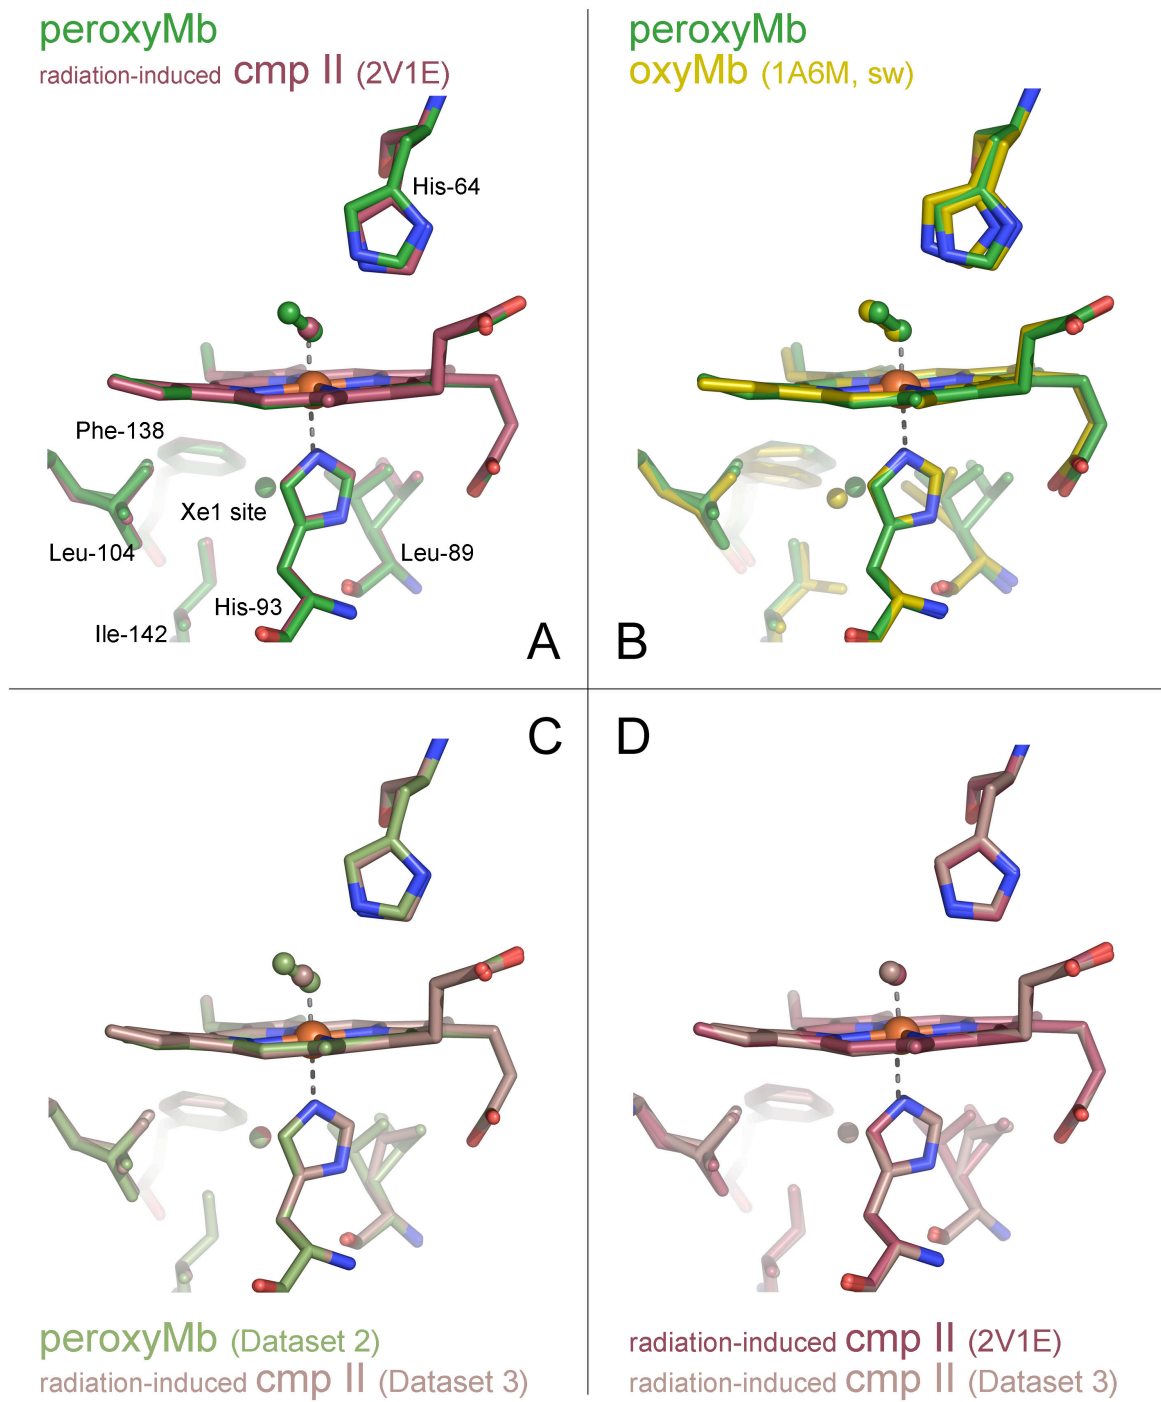 peroxyMb
radiation-induced cmp II (2V1E)
His-64
Phe-138
Xe1 site
Leu-104
Leu-89
His-93
Ile-142
A
peroxyMb
oxyMb (1A6M, sw)
B
C
peroxyMb (Dataset 2)
radiation-induced cmp II (Dataset 3)
D
radiation-induced cmp II (2V1E)
radiation-induced cmp II (Dataset 3)